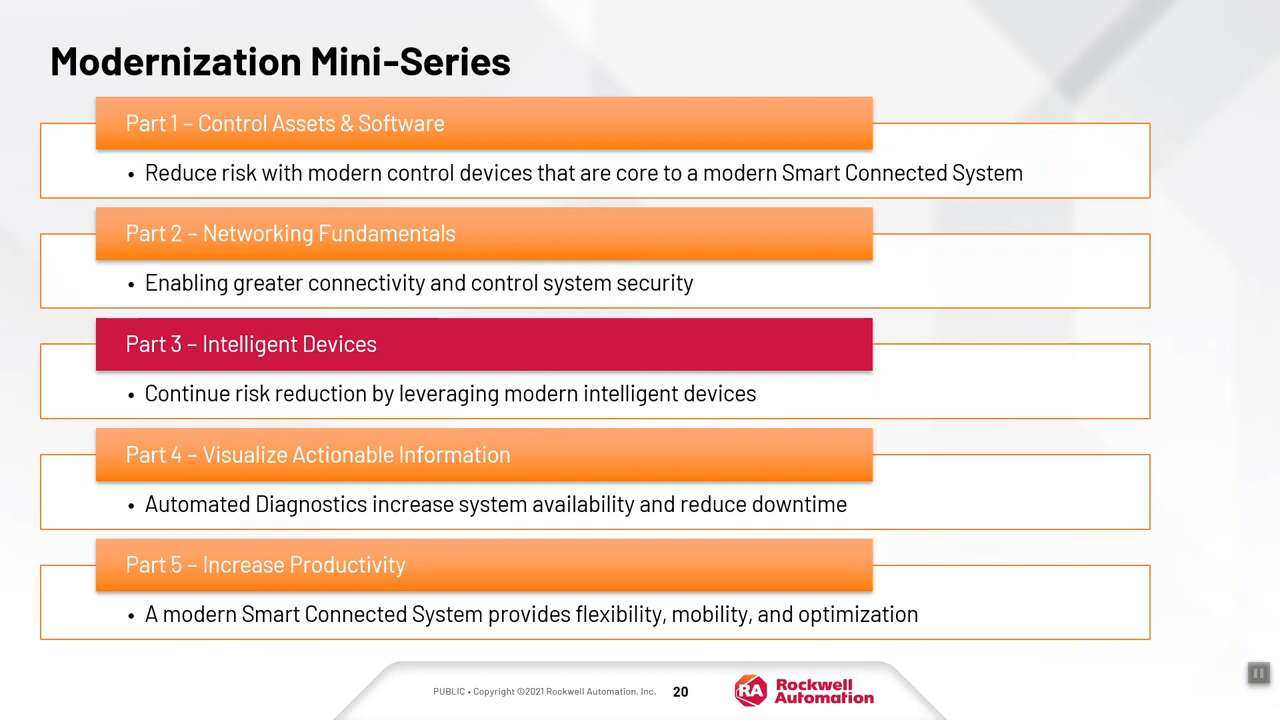 Modernization Mini-Series
Part 1 – Control Assets & Software
• Reduce risk with modern control devices that are core to a modern Smart Connected System
Part 2 – Networking Fundamentals
• Enabling greater connectivity and control system security
Part 3 – Intelligent Devices
• Continue risk reduction by leveraging modern intelligent devices
Part 4 – Visualize Actionable Information
• Automated Diagnostics increase system availability and reduce downtime
Part 5 – Increase Productivity
• A modern Smart Connected System provides flexibility, mobility, and optimization
PUBLIC • Copyright ©2021 Rockwell Automation, Inc. 20
RA Rockwell
Automation